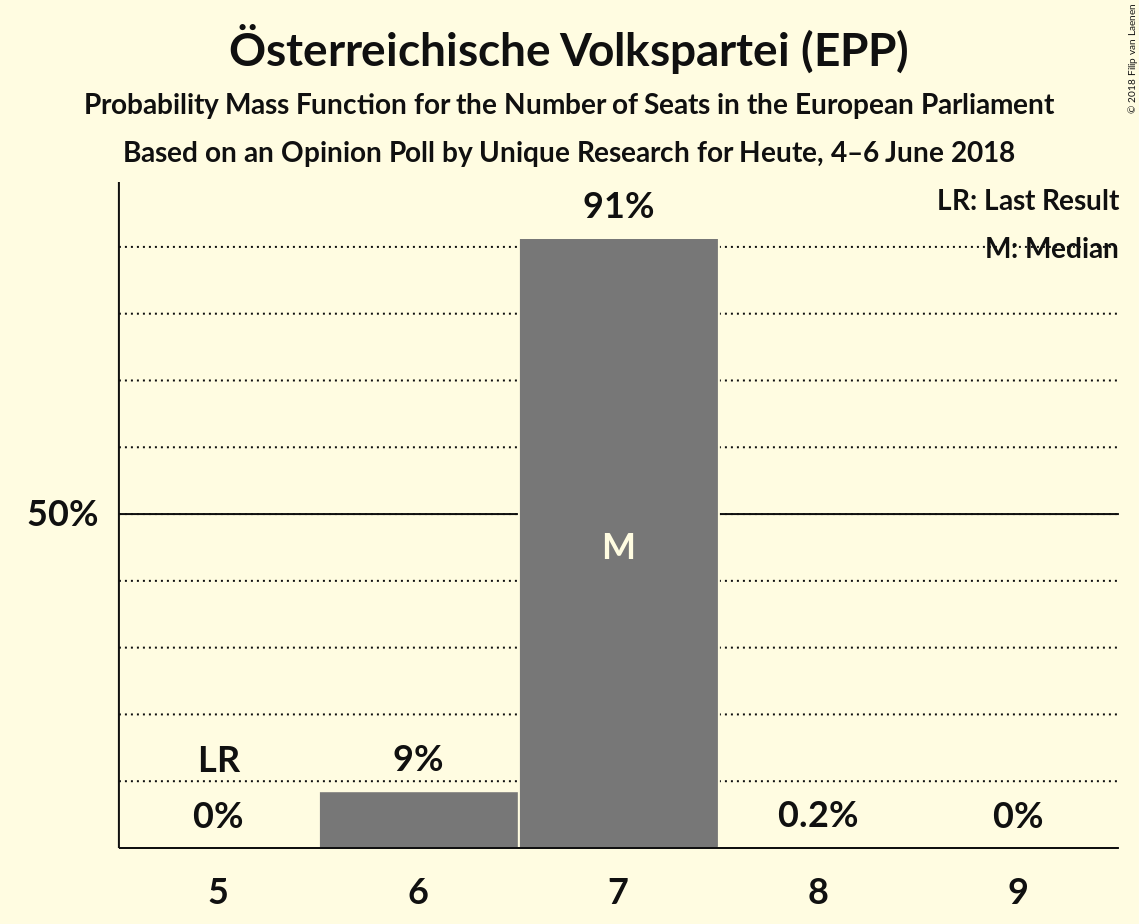 Österreichische Volkspartei (EPP)
Probability Mass Function for the Number of Seats in the European Parliament
Based on an Opinion Poll by Unique Research for Heute, 4–6 June 2018
© 2018 Filip van Laenen
LR: Last Result
M: Median
91%
50%
M
LR
9%
0%
0.2%
0%
5 6 7 8 9